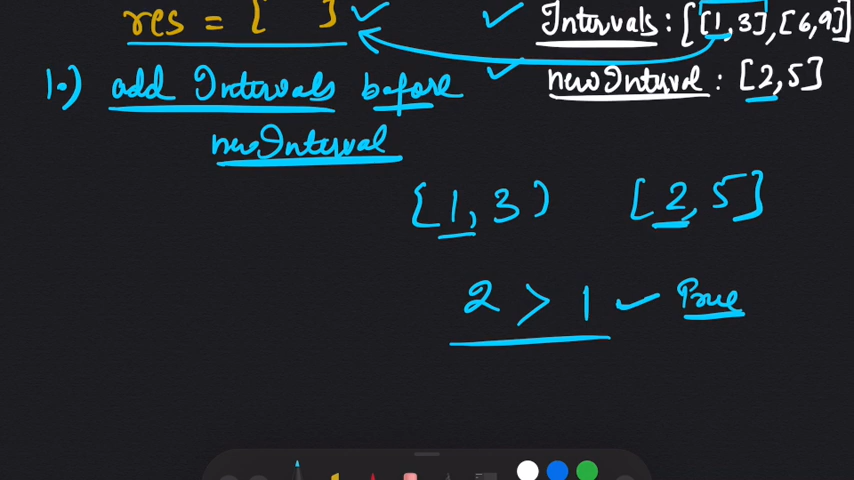 res = [ ] ✓
✓ Intervals : [[1,3],[6,9]]
1.) add Intervals before
✓ newInterval : [2,5]
newInterval
[1,3) [2,5]
2 > 1 ✓ True